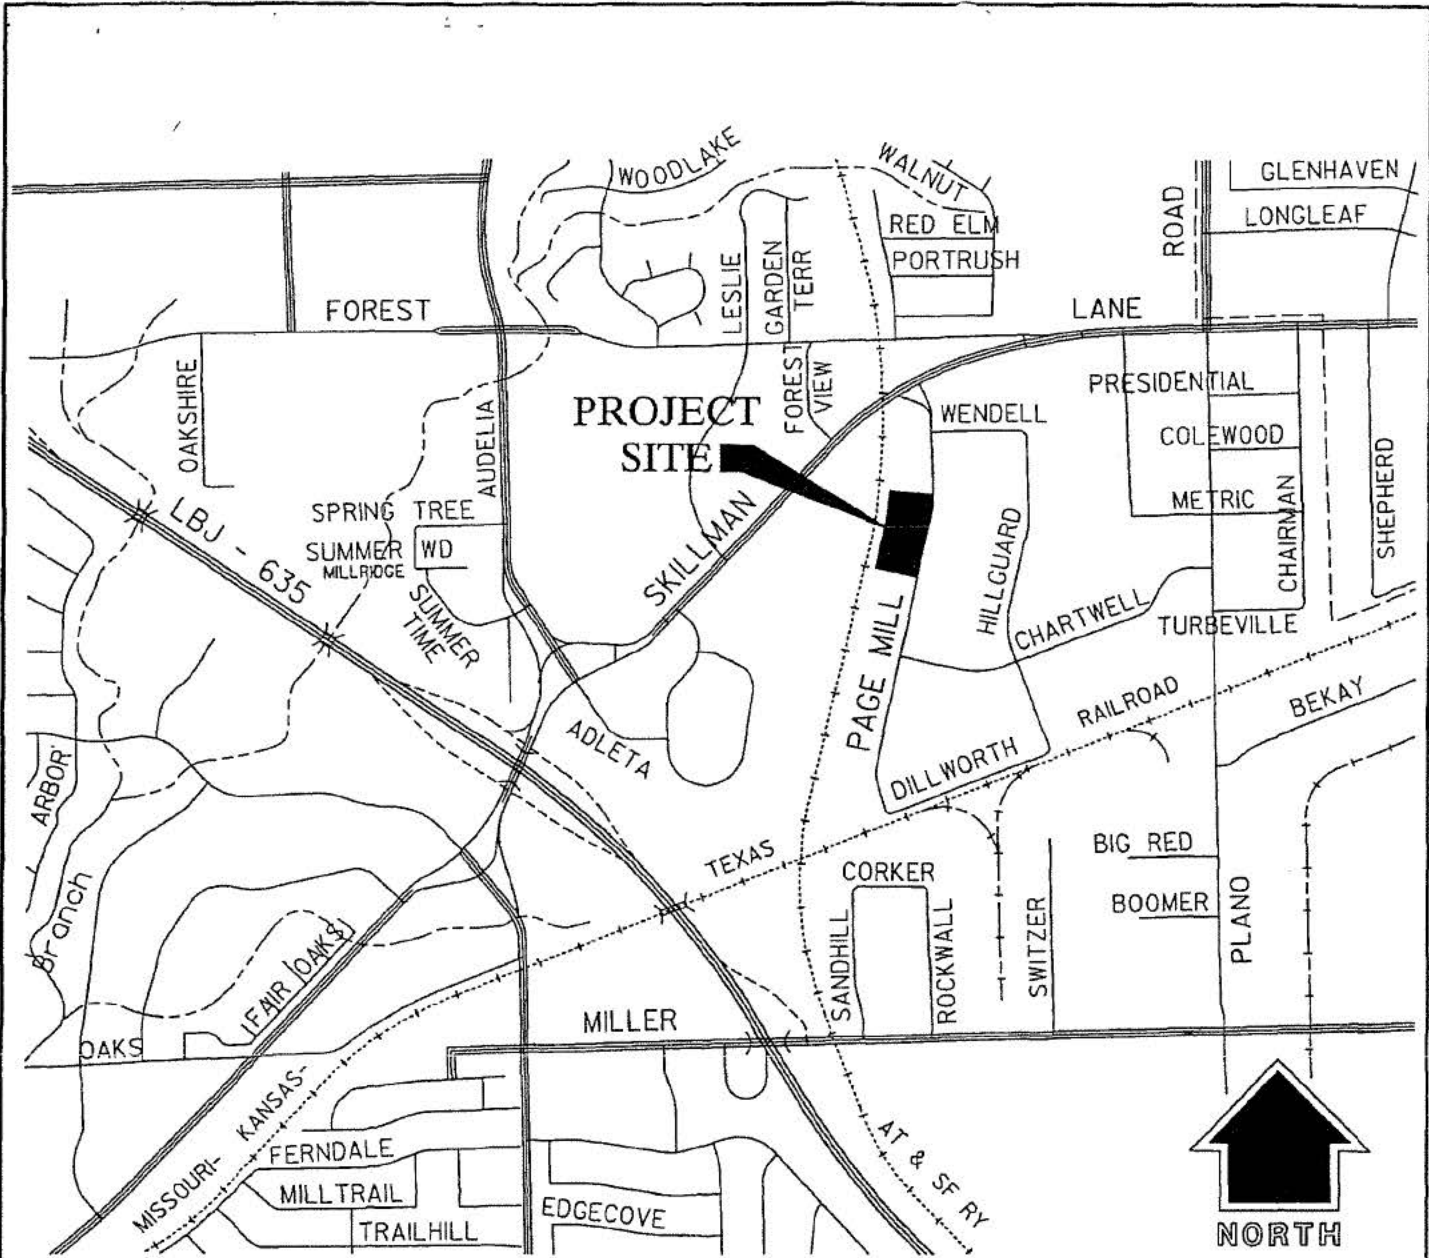 WOODLAKE
WALNUT
GLENHAVEN
LONGLEAF
ROAD
RED ELM
PORTRUSH
LESLIE
GARDEN
TERR
FOREST
LANE
OAKSHIRE
AUDELIA
PROJECT
SITE
FOREST
VIEW
WENDELL
PRESIDENTIAL
COLEWOOD
METRIC
CHAIRMAN
SHEPHERD
LBJ - 635
SPRING TREE
SUMMER WD
MILLRIDGE
SUMMER
TIME
SKILLMAN
HILLGUARD
CHARTWELL
TURBEVILLE
PAGE MILL
ADLETA
DILLWORTH
RAILROAD
BEKAY
ARBOR
Branch
TEXAS
CORKER
BIG RED
BOOMER
SANDHILL
ROCKWALL
SWITZER
PLANO
FAIR OAKS
OAKS
MILLER
MISSOURI-
KANSAS-
FERNDALE
MILLTRAIL
TRAILHILL
EDGECOVE
AT & SF RY
NORTH